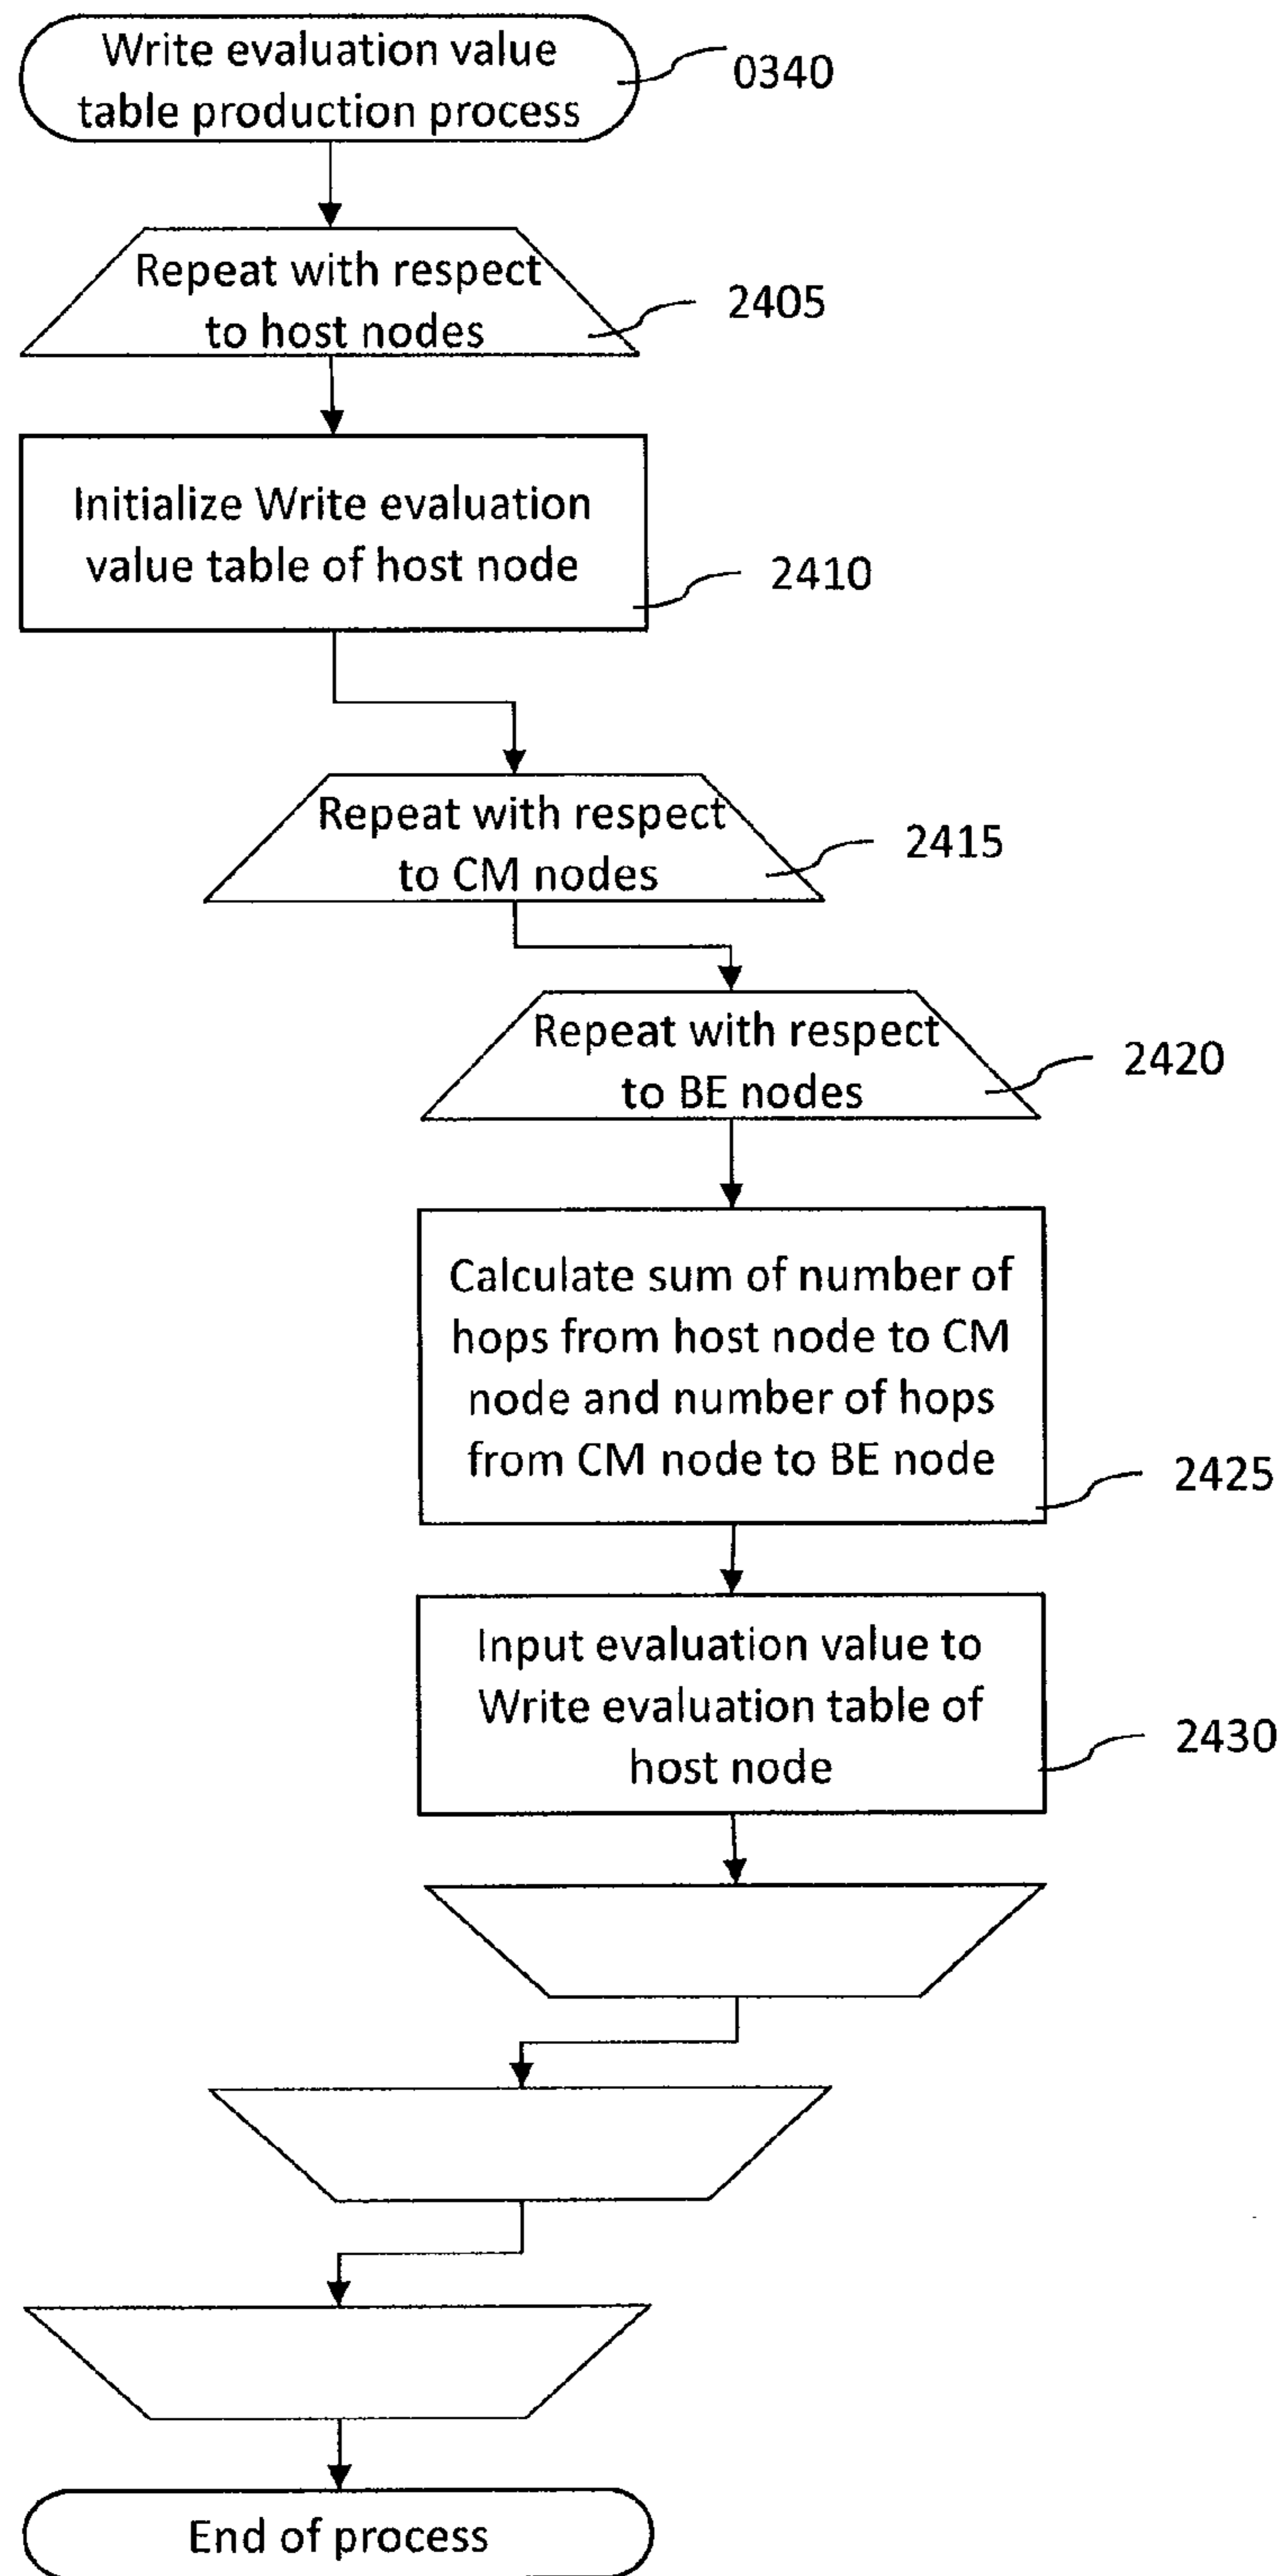 Write evaluation value
table production process
0340
Repeat with respect
to host nodes
2405
Initialize Write evaluation
value table of host node
2410
Repeat with respect
to CM nodes
2415
Repeat with respect
to BE nodes
2420
Calculate sum of number of
hops from host node to CM
node and number of hops
from CM node to BE node
2425
Input evaluation value to
Write evaluation table of
host node
2430
End of process